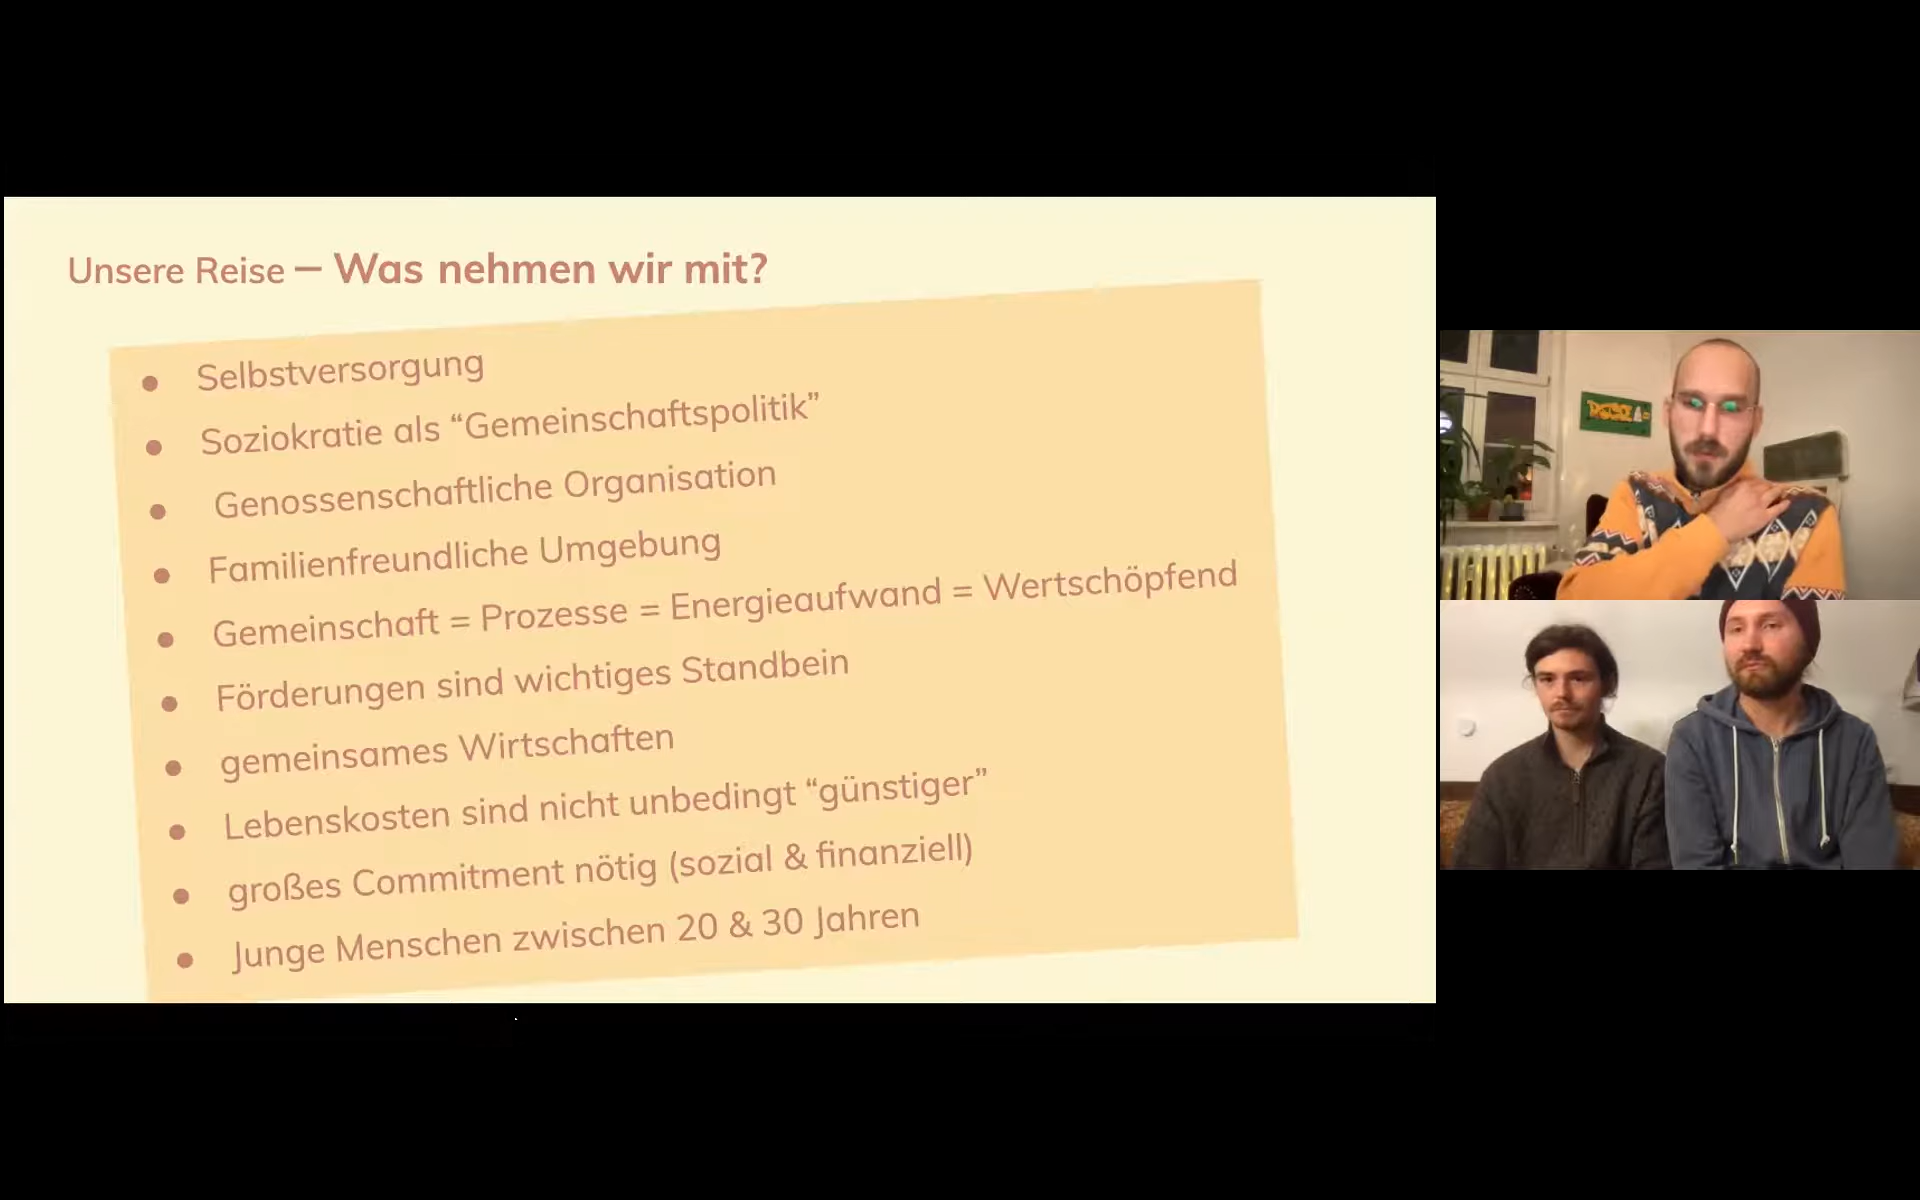 Unsere Reise – Was nehmen wir mit?
● Selbstversorgung
● Soziokratie als “Gemeinschaftspolitik”
● Genossenschaftliche Organisation
● Familienfreundliche Umgebung
● Gemeinschaft = Prozesse = Energieaufwand = Wertschöpfend
● Förderungen sind wichtiges Standbein
● gemeinsames Wirtschaften
● Lebenskosten sind nicht unbedingt “günstiger”
● großes Commitment nötig (sozial & finanziell)
● Junge Menschen zwischen 20 & 30 Jahren